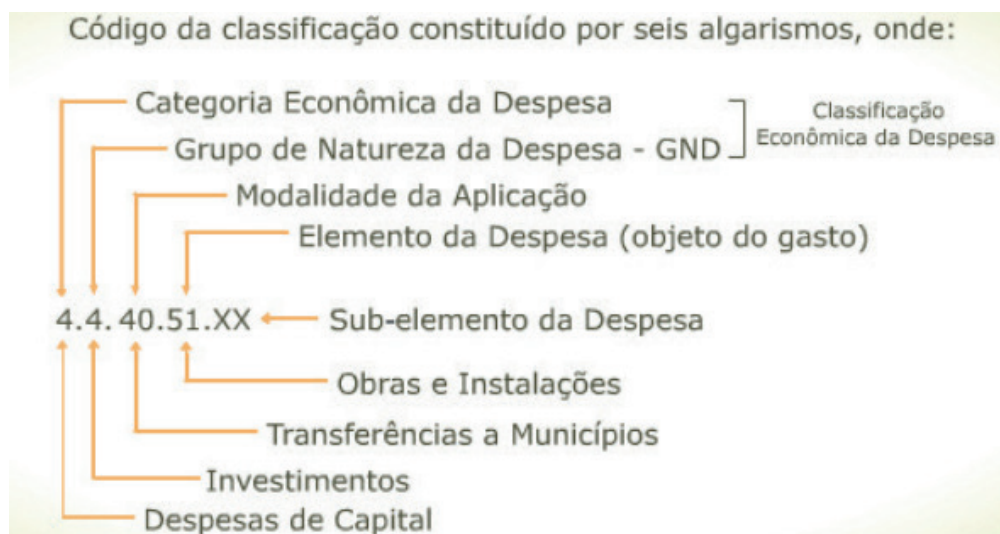 Código da classificação constituído por seis algarismos, onde:
Categoria Econômica da Despesa
Classificação
Econômica da Despesa
Grupo de Natureza da Despesa - GND
Modalidade da Aplicação
Elemento da Despesa (objeto do gasto)
4.4. 40.51.XX Sub-elemento da Despesa
Obras e Instalações
Transferências a Municípios
Investimentos
Despesas de Capital